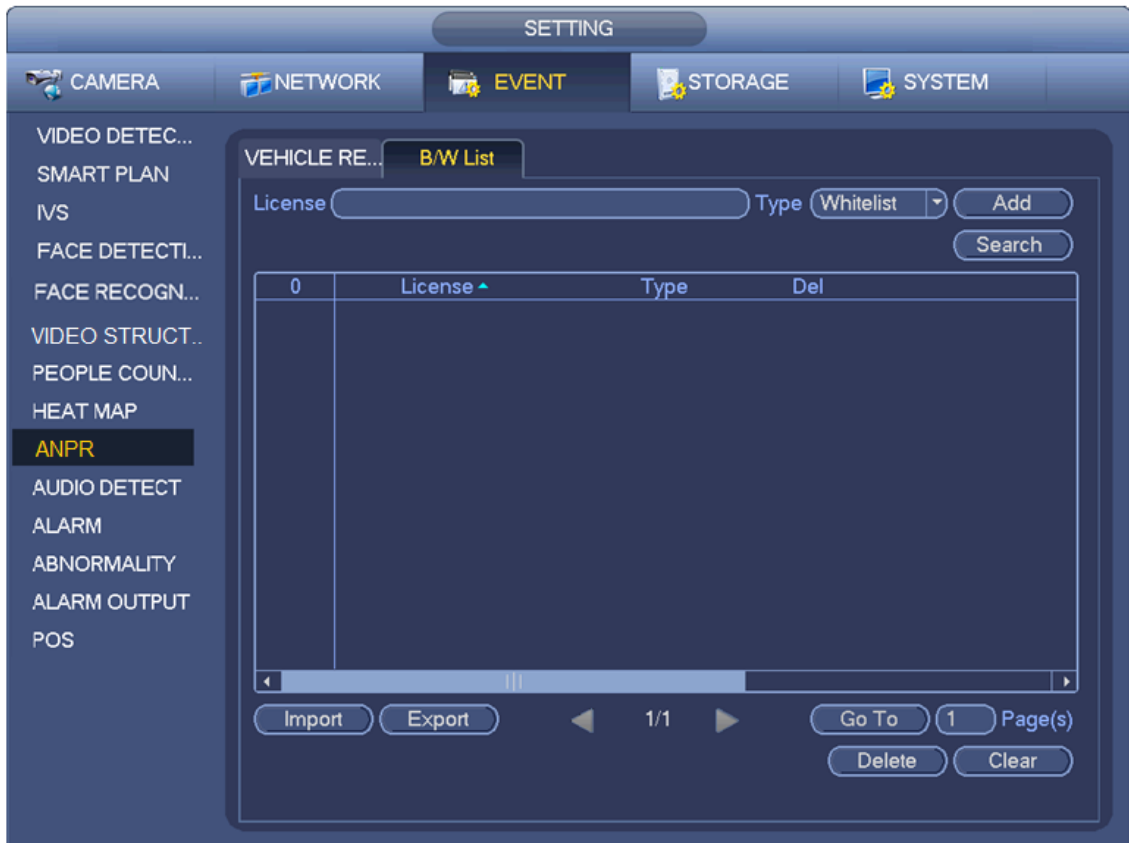 SETTING
CAMERA NETWORK EVENT STORAGE SYSTEM
VIDEO DETEC...
SMART PLAN
IVS
FACE DETECTI...
FACE RECOGN...
VIDEO STRUCT..
PEOPLE COUN...
HEAT MAP
ANPR
AUDIO DETECT
ALARM
ABNORMALITY
ALARM OUTPUT
POS
VEHICLE RE... B/W List
License Type Whitelist Add
Search
0 License Type Del
Import Export 1/1 Go To 1 Page(s)
Delete Clear